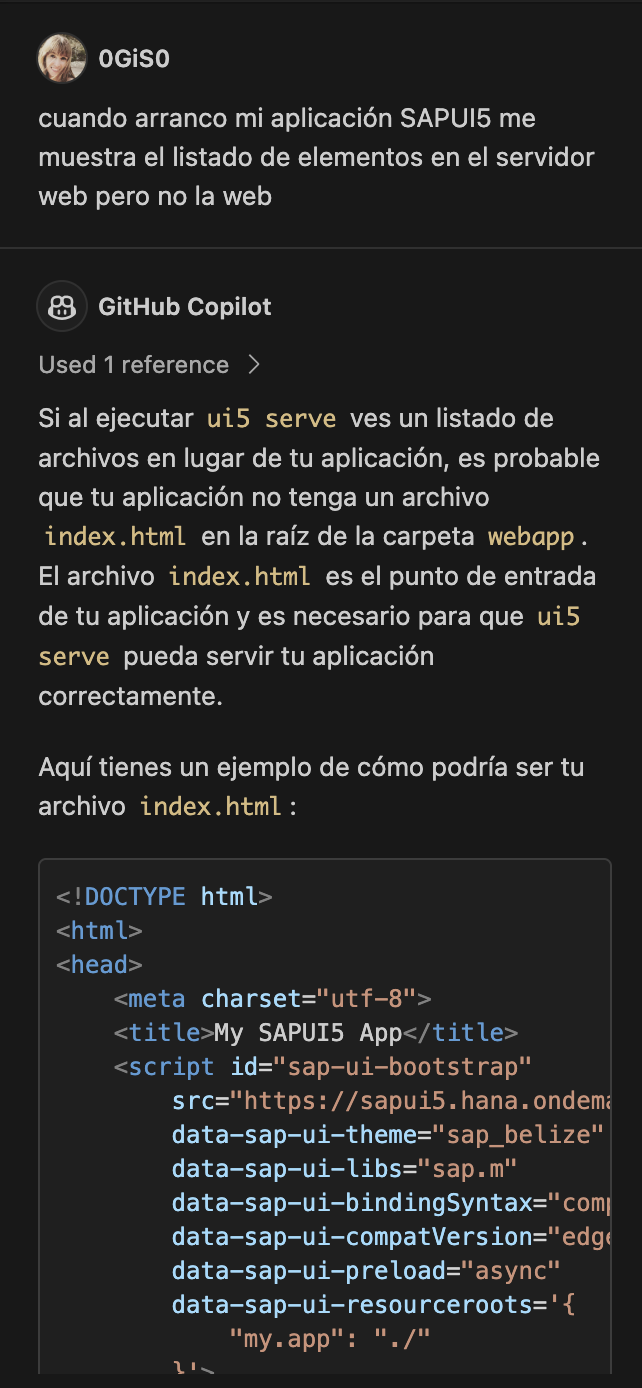 0GiS0
cuando arranco mi aplicación SAPUI5 me
muestra el listado de elementos en el servidor
web pero no la web
GitHub Copilot
Used 1 reference
Si al ejecutar ui5 serve ves un listado de
archivos en lugar de tu aplicación, es probable
que tu aplicación no tenga un archivo
index.html en la raíz de la carpeta webapp.
El archivo index.html es el punto de entrada
de tu aplicación y es necesario para que ui5
serve pueda servir tu aplicación
correctamente.
Aquí tienes un ejemplo de cómo podría ser tu
archivo index.html:
<!DOCTYPE html>
<html>
<head>
    <meta charset="utf-8">
    <title>My SAPUI5 App</title>
    <script id="sap-ui-bootstrap"
        src="https://sapui5.hana.ondema
        data-sap-ui-theme="sap_belize"
        data-sap-ui-libs="sap.m"
        data-sap-ui-bindingSyntax="comp
        data-sap-ui-compatVersion="edge
        data-sap-ui-preload="async"
        data-sap-ui-resourceroots='{
            "my.app": "./"
        }'>